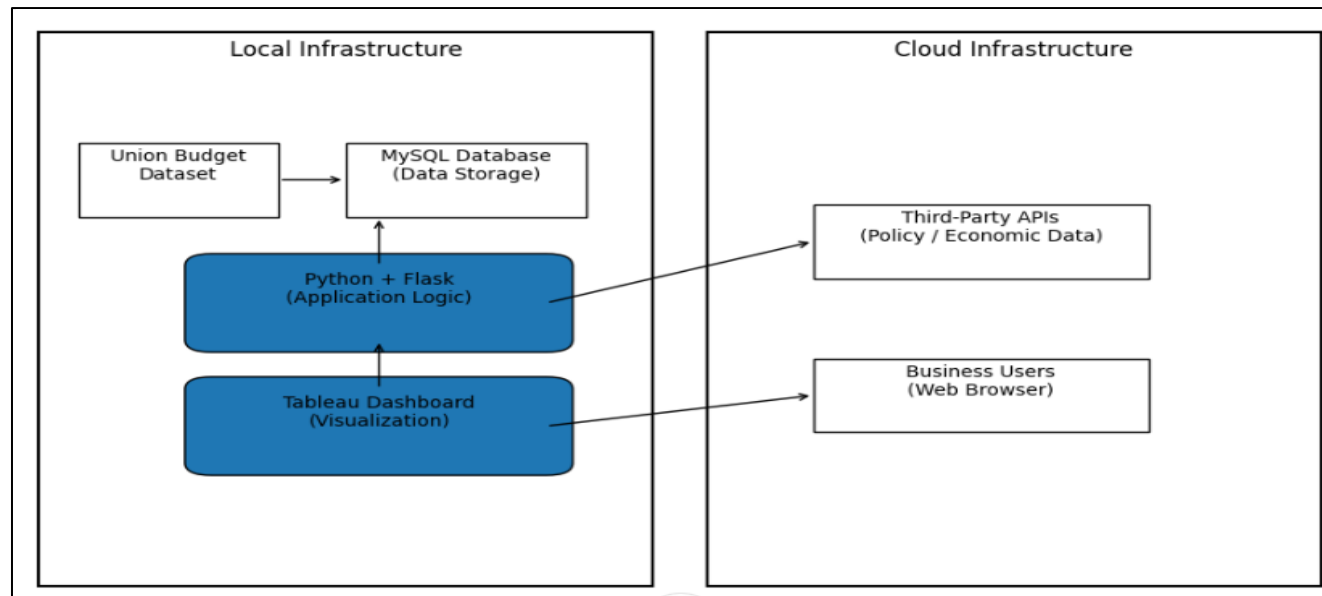 Local Infrastructure
Cloud Infrastructure
Union Budget
Dataset
MySQL Database
(Data Storage)
Third-Party APIs
(Policy / Economic Data)
Python + Flask
(Application Logic)
Business Users
(Web Browser)
Tableau Dashboard
(Visualization)